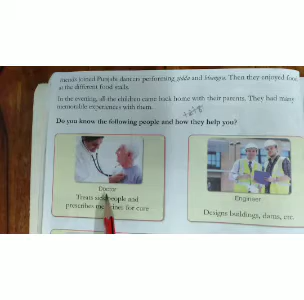 friends joined Punjabi dancers performing gidda and bhangra. Then they enjoyed food
at the different food stalls.
In the evening, all the children came back home with their parents. They had many
memorable experiences with them.
Do you know the following people and how they help you?
Doctor
Treats sick people and
prescribes medicines for cure
Engineer
Designs buildings, dams, etc.